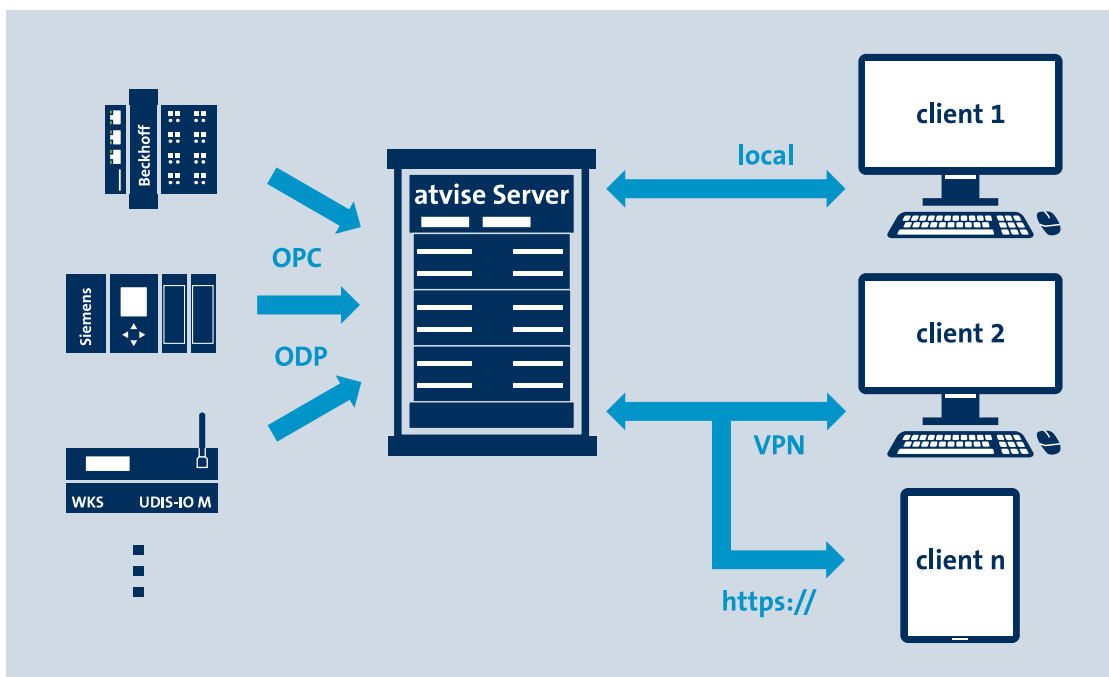 Beckhoff
OPC
Siemens
ODP
WKS UDIS-IO M
atvise Server
local
client 1
client 2
VPN
client n
https://